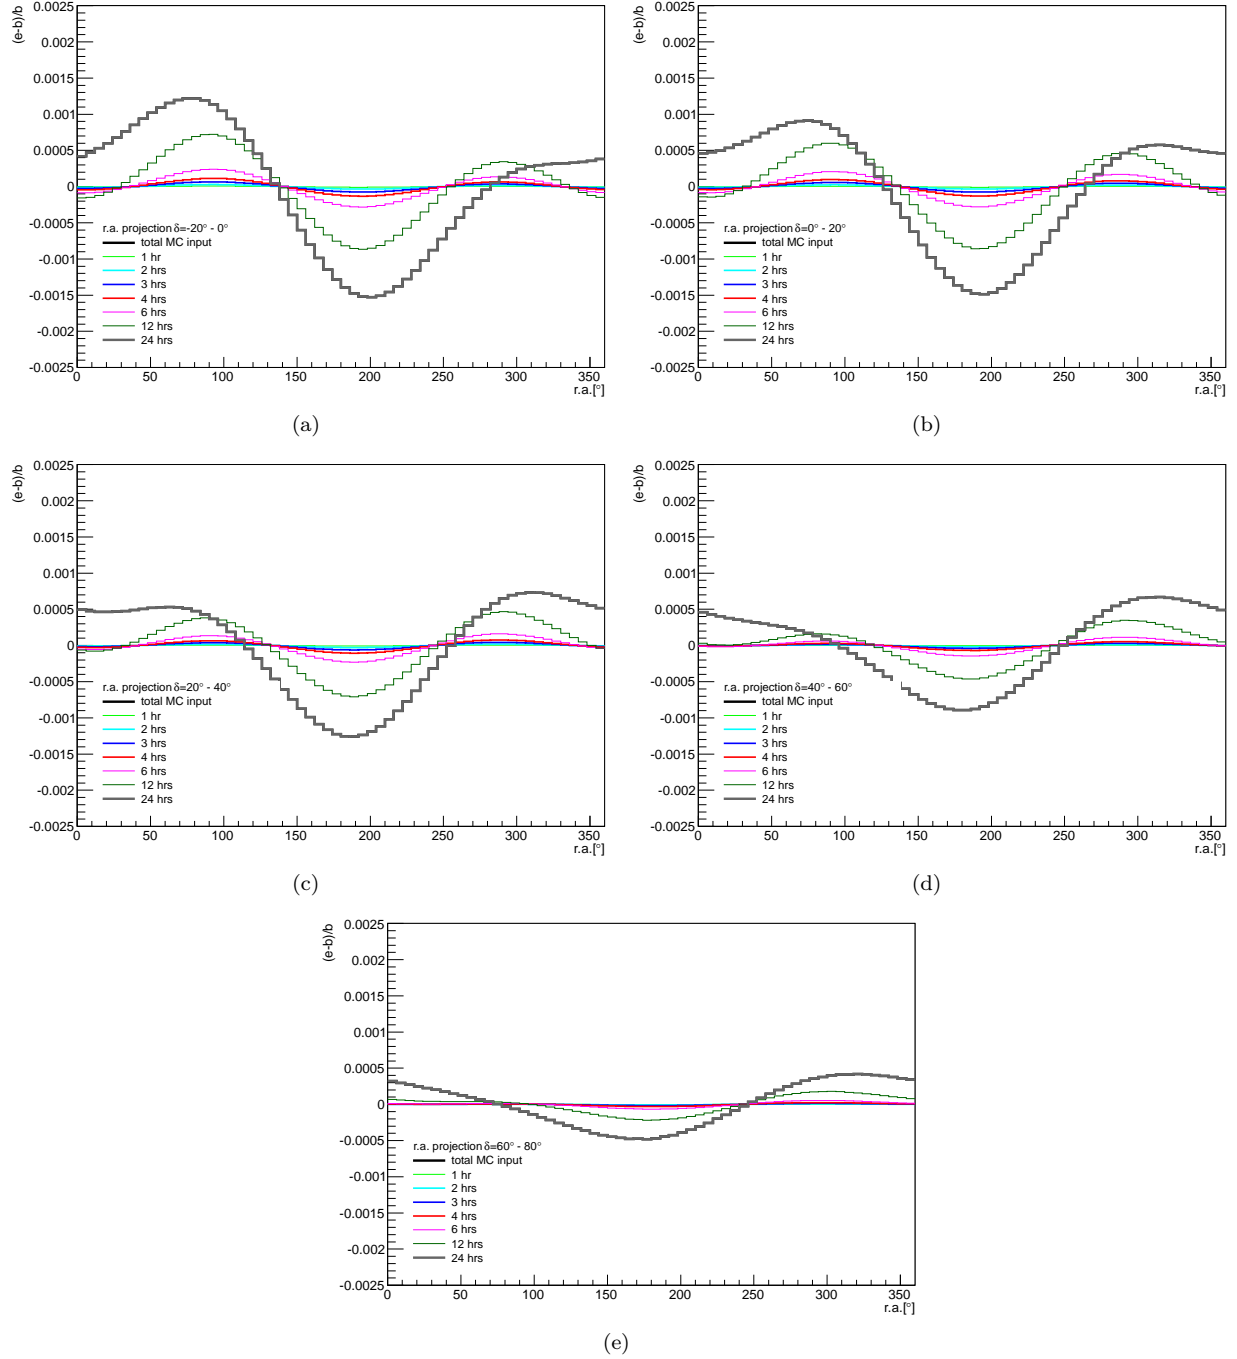 (e-b)/b
0.0025
0.002
0.0015
0.001
0.0005
0
-0.0005
-0.001
-0.0015
-0.002
-0.0025
r.a. projection δ=-20° - 0°
total MC input
1 hr
2 hrs
3 hrs
4 hrs
6 hrs
12 hrs
24 hrs
0 50 100 150 200 250 300 350
r.a.[°]
(a)
(e-b)/b
0.0025
0.002
0.0015
0.001
0.0005
0
-0.0005
-0.001
-0.0015
-0.002
-0.0025
r.a. projection δ=0° - 20°
total MC input
1 hr
2 hrs
3 hrs
4 hrs
6 hrs
12 hrs
24 hrs
0 50 100 150 200 250 300 350
r.a.[°]
(b)
(e-b)/b
0.0025
0.002
0.0015
0.001
0.0005
0
-0.0005
-0.001
-0.0015
-0.002
-0.0025
r.a. projection δ=20° - 40°
total MC input
1 hr
2 hrs
3 hrs
4 hrs
6 hrs
12 hrs
24 hrs
0 50 100 150 200 250 300 350
r.a.[°]
(c)
(e-b)/b
0.0025
0.002
0.0015
0.001
0.0005
0
-0.0005
-0.001
-0.0015
-0.002
-0.0025
r.a. projection δ=40° - 60°
total MC input
1 hr
2 hrs
3 hrs
4 hrs
6 hrs
12 hrs
24 hrs
0 50 100 150 200 250 300 350
r.a.[°]
(d)
(e-b)/b
0.0025
0.002
0.0015
0.001
0.0005
0
-0.0005
-0.001
-0.0015
-0.002
-0.0025
r.a. projection δ=60° - 80°
total MC input
1 hr
2 hrs
3 hrs
4 hrs
6 hrs
12 hrs
24 hrs
0 50 100 150 200 250 300 350
r.a.[°]
(e)